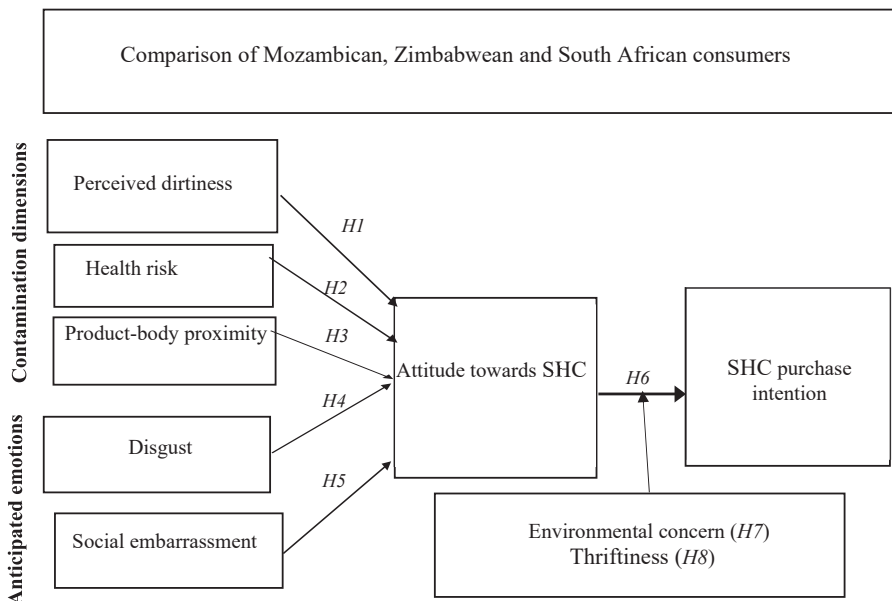 Comparison of Mozambican, Zimbabwean and South African consumers
Contamination dimensions
Perceived dirtiness
H1
Health risk
H2
Product-body proximity
H3
Attitude towards SHC
H6
SHC purchase
intention
H4
Anticipated emotions
Disgust
H5
Social embarrassment
Environmental concern (H7)
Thriftiness (H8)